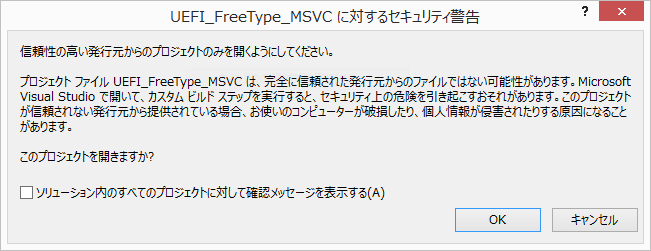 UEFI_FreeType_MSVC に対するセキュリティ警告
信頼性の高い発行元からのプロジェクトのみを開くようにしてください。
プロジェクト ファイル UEFI_FreeType_MSVC は、完全に信頼された発行元からのファイルではない可能性があります。Microsoft
Visual Studio で開いて、カスタム ビルド ステップを実行すると、セキュリティ上の危険を引き起こすおそれがあります。このプロジェクト
が信頼されない発行元から提供されている場合、お使いのコンピューターが破損したり、個人情報が侵害されたりする原因になること
があります。
このプロジェクトを開きますか?
ソリューション内のすべてのプロジェクトに対して確認メッセージを表示する(A)
OK
キャンセル